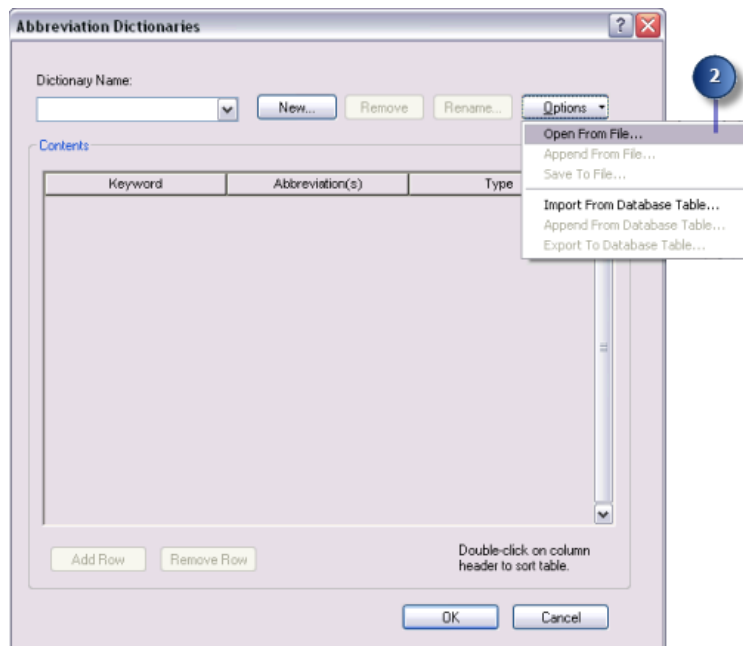 Abbreviation Dictionaries
?
2
Dictionary Name:
New...
Remove
Rename...
Options
Open From File...
Append From File...
Save To File...
Import From Database Table...
Append From Database Table...
Export To Database Table...
Contents
Keyword
Abbreviation(s)
Type
Add Row
Remove Row
Double-click on column
header to sort table.
OK
Cancel